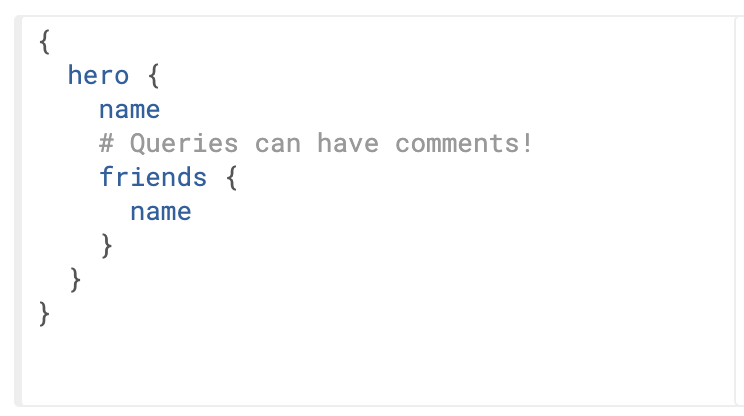 {
  hero {
    name
    # Queries can have comments!
    friends {
      name
    }
  }
}